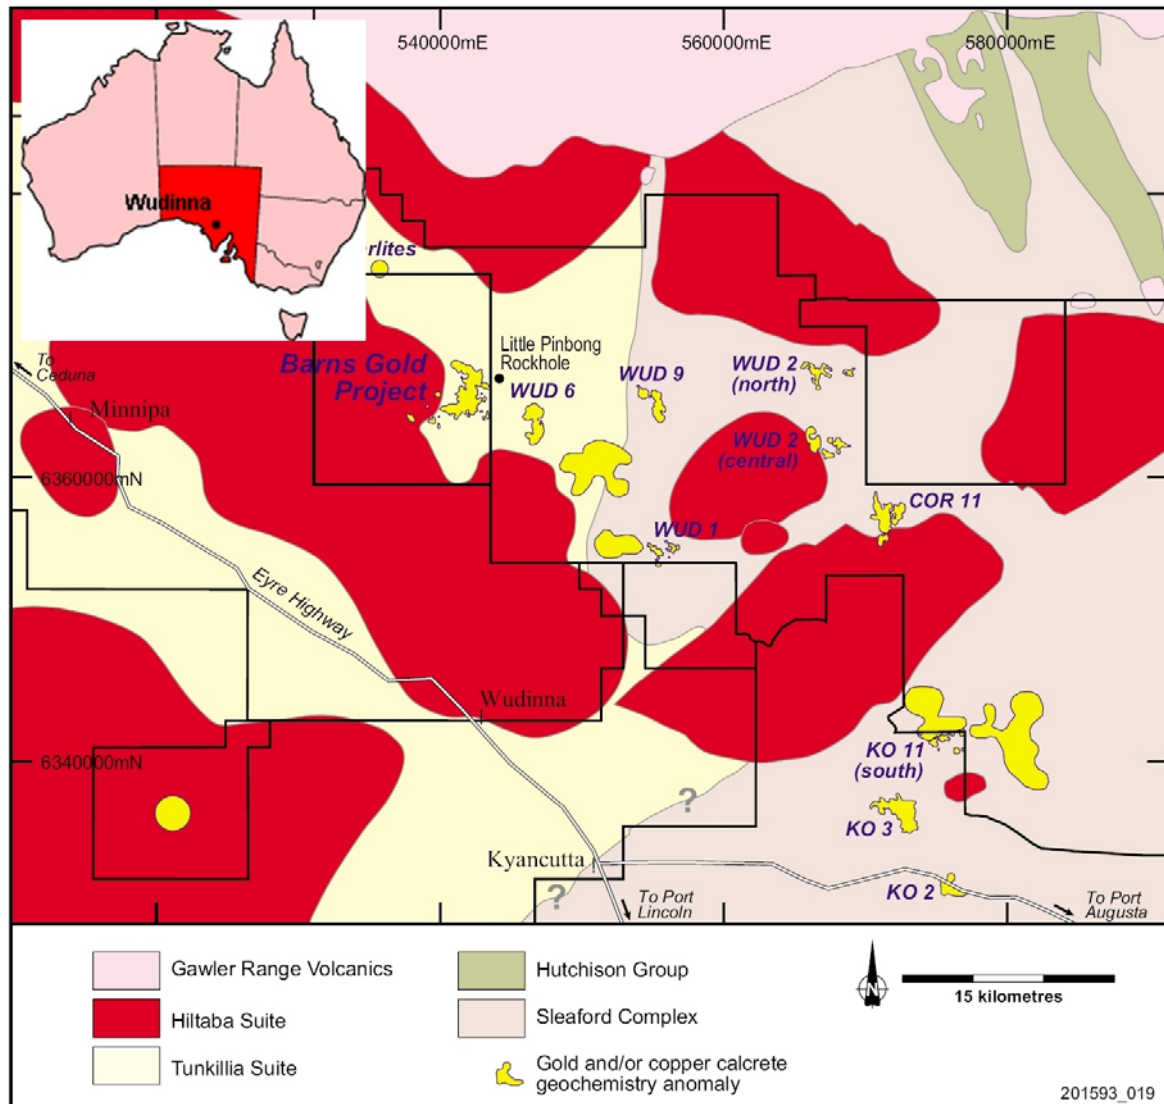 540000mE
560000mE
580000mE
Wudinna
rlites
To
Ceduna
Barns Gold
Project
Little Pinbong
Rockhole
WUD 6
WUD 9
WUD 2
(north)
Minnipa
WUD 2
(central)
6360000mN
COR 11
WUD 1
Eyre Highway
Wudinna
6340000mN
KO 11
(south)
?
KO 3
Kyancutta
?
KO 2
To Port
Lincoln
To Port
Augusta
Gawler Range Volcanics
Hiltaba Suite
Tunkillia Suite
Hutchison Group
Sleaford Complex
Gold and/or copper calcrete
geochemistry anomaly
N
15 kilometres
201593_019